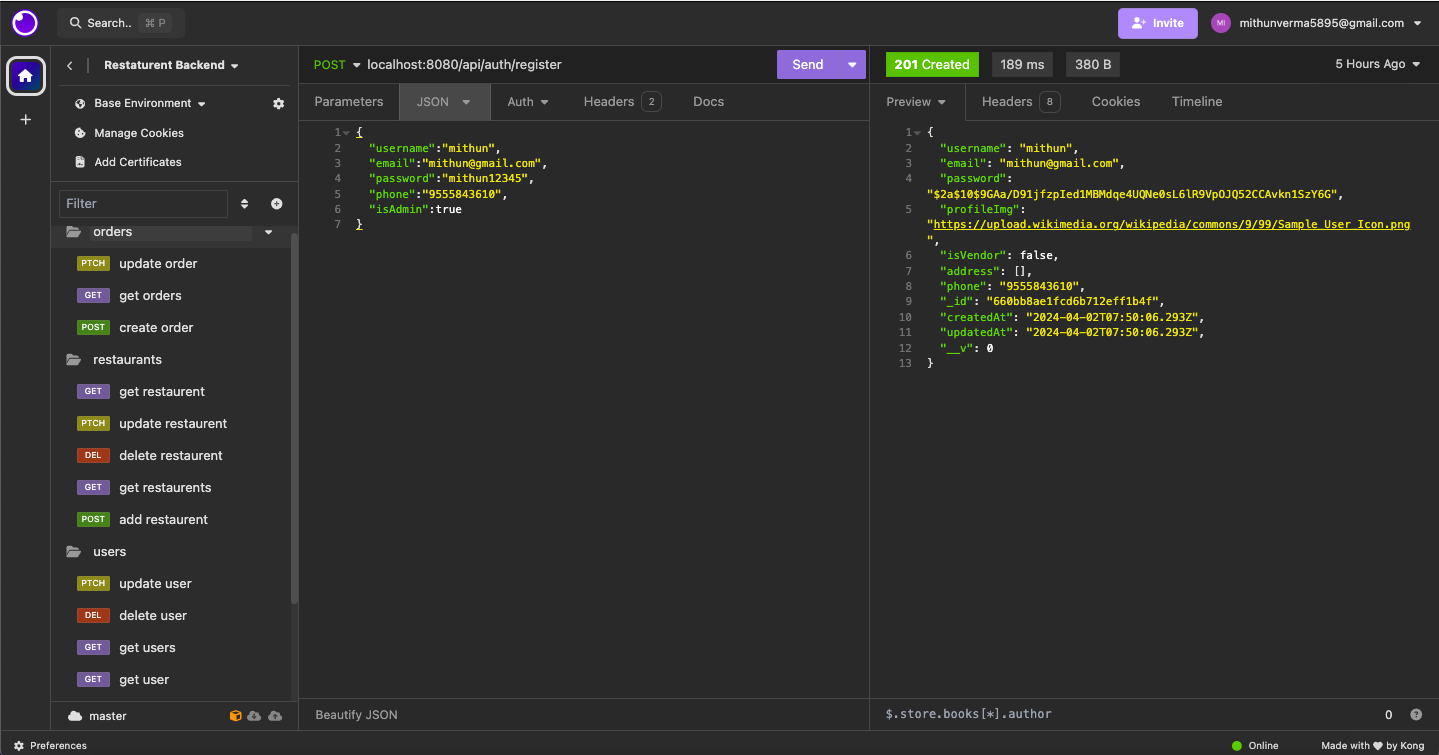 Search.. ⌘ P
Invite
MI mithunverma5895@gmail.com
Restaturent Backend
Base Environment
Manage Cookies
Add Certificates
Filter
orders
PTCH update order
GET get orders
POST create order
restaurants
GET get restaurent
PTCH update restaurent
DEL delete restaurent
GET get restaurents
POST add restaurent
users
PTCH update user
DEL delete user
GET get users
GET get user
master
Preferences
POST localhost:8080/api/auth/register
Send
Parameters JSON Auth Headers 2 Docs
1 {
2 "username":"mithun",
3 "email":"mithun@gmail.com",
4 "password":"mithun12345",
5 "phone":"9555843610",
6 "isAdmin":true
7 }
Beautify JSON
201 Created 189 ms 380 B 5 Hours Ago
Preview Headers 8 Cookies Timeline
1 {
2 "username": "mithun",
3 "email": "mithun@gmail.com",
4 "password":
"$2a$10$9GAa/D91jfzpIed1MBMdqe4UQNe0sL6lR9VpOJQ52CCAvkn1SzY6G",
5 "profileImg":
"https://upload.wikimedia.org/wikipedia/commons/9/99/Sample_User_Icon.png
",
6 "isVendor": false,
7 "address": [],
8 "phone": "9555843610",
9 "_id": "660bb8ae1fcd6b712eff1b4f",
10 "createdAt": "2024-04-02T07:50:06.293Z",
11 "updatedAt": "2024-04-02T07:50:06.293Z",
12 "__v": 0
13 }
$.store.books[*].author 0
Online Made with ♥ by Kong